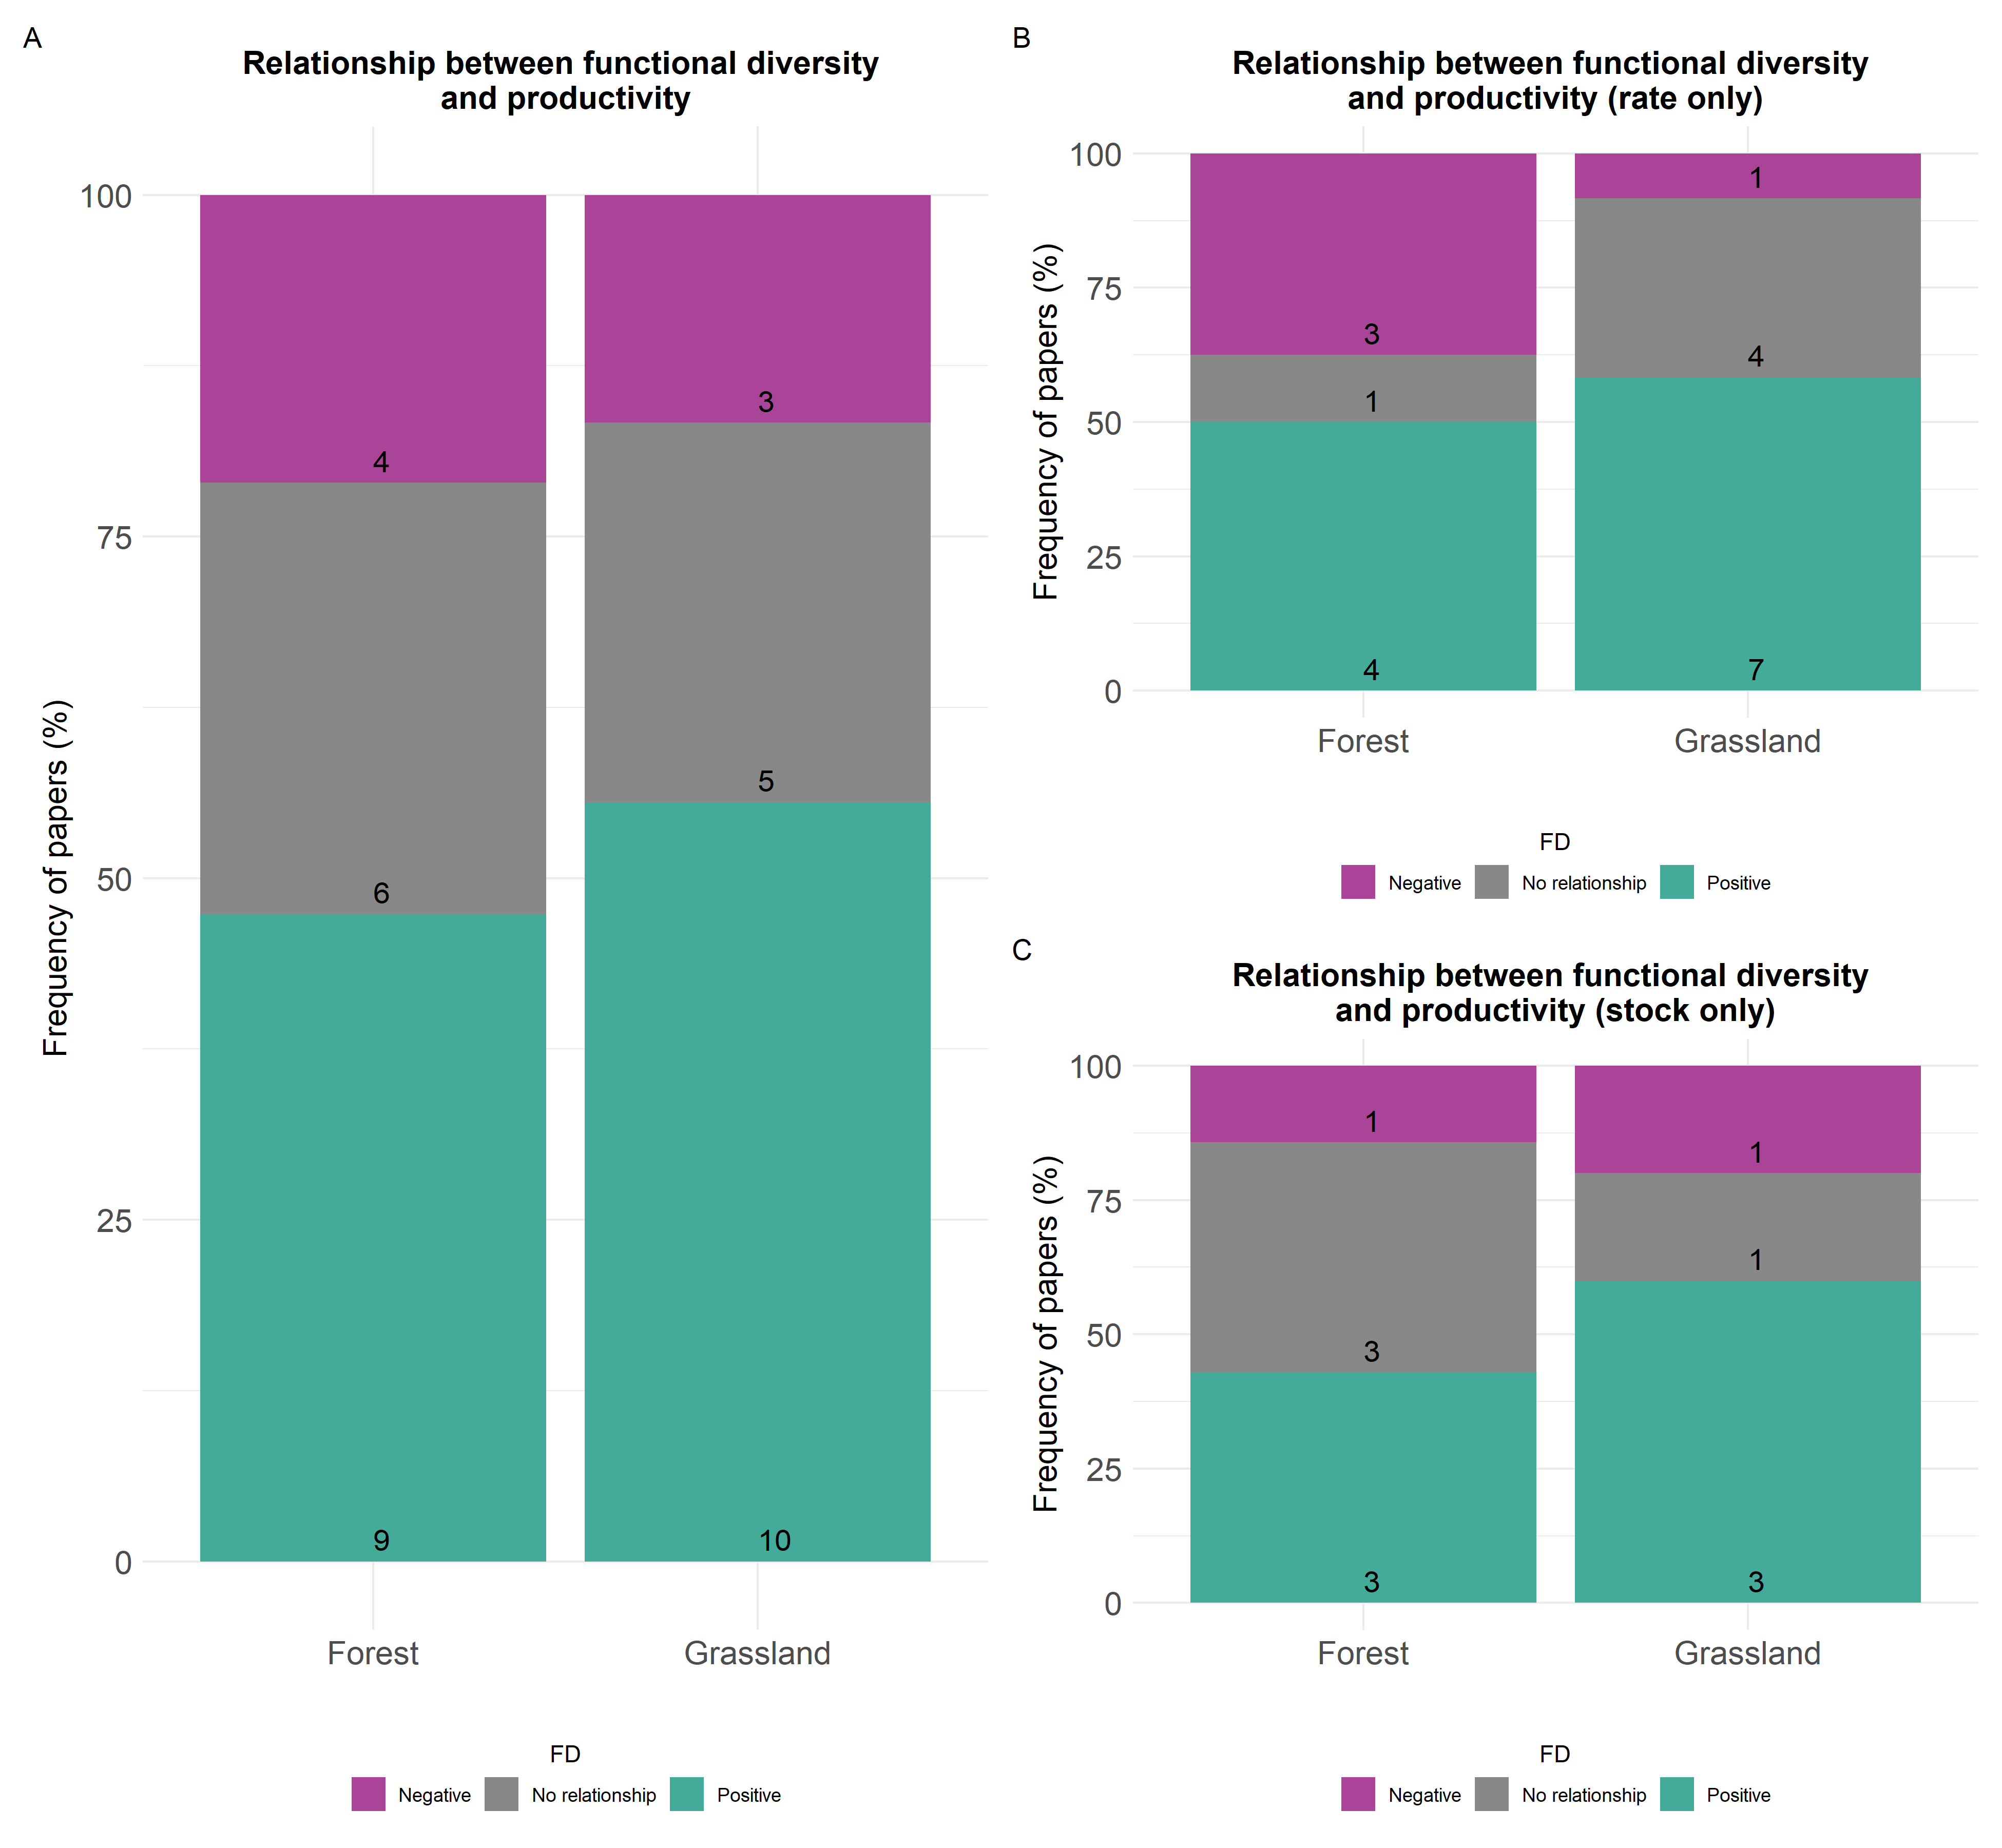 A
Relationship between functional diversity
and productivity
Frequency of papers (%)
100
75
50
25
0
4
3
6
5
9
10
Forest
Grassland
FD
Negative
No relationship
Positive
B
Relationship between functional diversity
and productivity (rate only)
Frequency of papers (%)
100
75
50
25
0
3
1
1
4
4
7
Forest
Grassland
FD
Negative
No relationship
Positive
C
Relationship between functional diversity
and productivity (stock only)
Frequency of papers (%)
100
75
50
25
0
1
1
3
1
3
3
Forest
Grassland
FD
Negative
No relationship
Positive